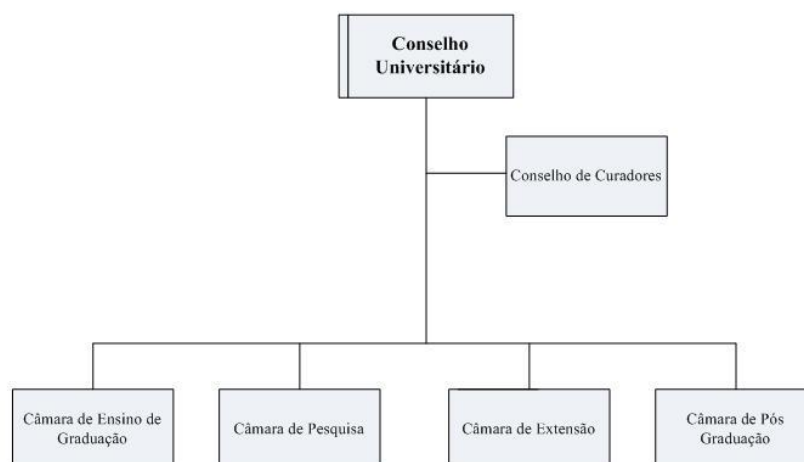 Conselho
Universitário
Conselho de Curadores
Câmara de Ensino de
Graduação
Câmara de Pesquisa
Câmara de Extensão
Câmara de Pós
Graduação